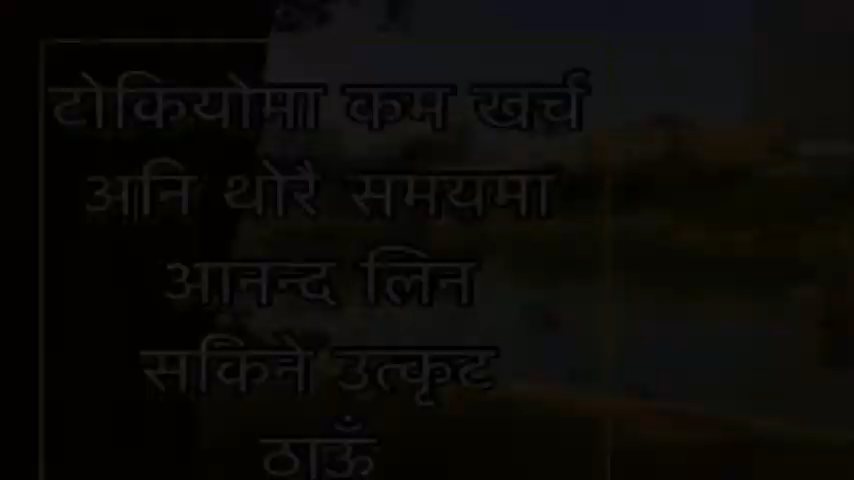 टोकियोमा कम खर्च
अनि थोरै समयमा
आनन्द लिन
सकिने उत्कृट
ठाऊँ